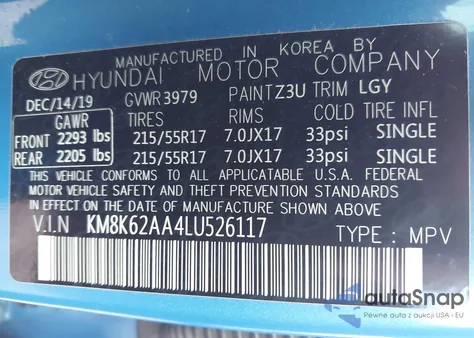 MANUFACTURED IN KOREA BY
HYUNDAI MOTOR COMPANY
DEC/14/19 GVWR 3979 PAINT Z3U TRIM LGY
GAWR TIRES RIMS COLD TIRE INFL
FRONT 2293 lbs 215/55R17 7.0JX17 33psi SINGLE
REAR 2205 lbs 215/55R17 7.0JX17 33psi SINGLE
THIS VEHICLE CONFORMS TO ALL APPLICABLE U.S.A. FEDERAL
MOTOR VEHICLE SAFETY AND THEFT PREVENTION STANDARDS
IN EFFECT ON THE DATE OF MANUFACTURE SHOWN ABOVE
V.I.N KM8K62AA4LU526117 TYPE : MPV
autoSnap
Pewne auta z aukcji USA i EU